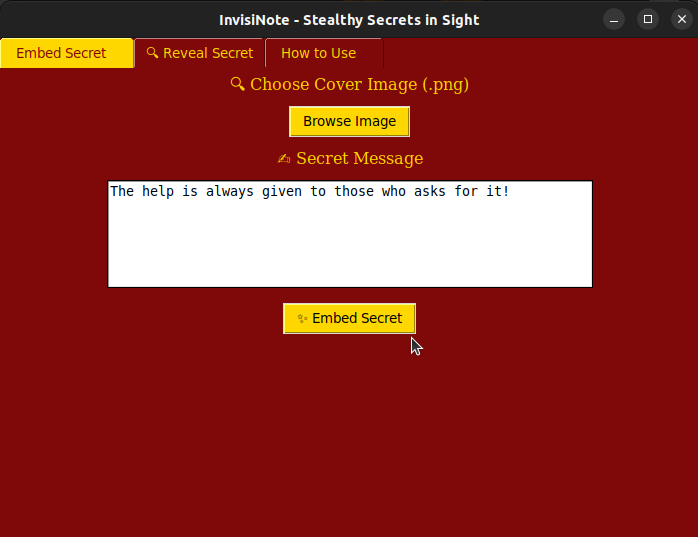 InvisiNote - Stealthy Secrets in Sight
Embed Secret
🔍 Reveal Secret
How to Use
🔍 Choose Cover Image (.png)
Browse Image
✍ Secret Message
The help is always given to those who asks for it!
✨ Embed Secret